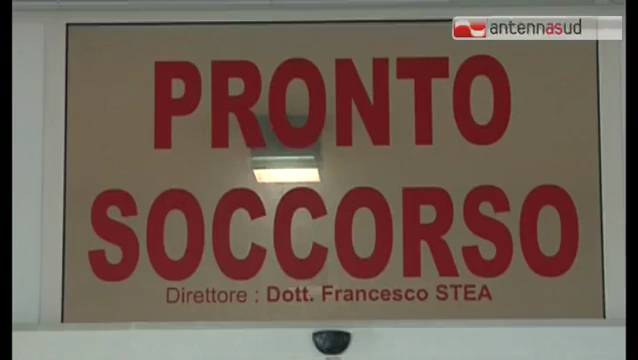 antennasud
PRONTO
SOCCORSO
Direttore : Dott. Francesco STEA